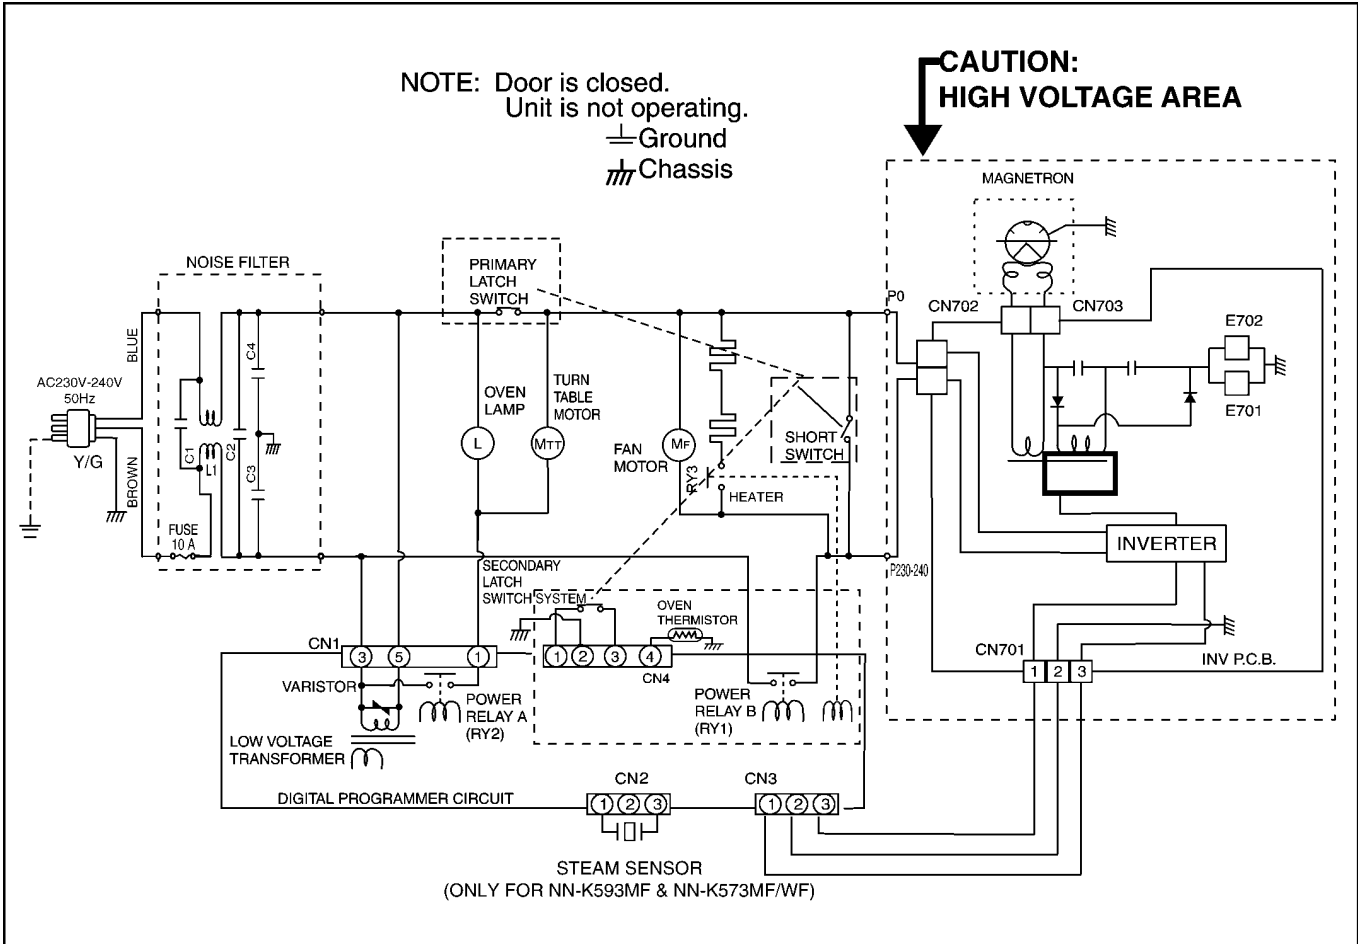 NOTE: Door is closed.
Unit is not operating.
Ground
Chassis
CAUTION:
HIGH VOLTAGE AREA
MAGNETRON
NOISE FILTER
PRIMARY
LATCH
SWITCH
P0
CN702
CN703
E702
E701
BLUE
C4
AC230V-240V
50Hz
Y/G
BROWN
C1
L1
C2
C3
FUSE
10 A
OVEN
LAMP
L
TURN
TABLE
MOTOR
MTT
FAN
MOTOR
MF
RY3
HEATER
SHORT
SWITCH
INVERTER
P230-240
SECONDARY
LATCH
SWITCH SYSTEM
OVEN
THERMISTOR
CN1
3
5
1
1
2
3
4
CN4
CN701
1
2
3
INV P.C.B.
VARISTOR
POWER
RELAY A
(RY2)
POWER
RELAY B
(RY1)
LOW VOLTAGE
TRANSFORMER
DIGITAL PROGRAMMER CIRCUIT
CN2
1
2
3
CN3
1
2
3
STEAM SENSOR
(ONLY FOR NN-K593MF & NN-K573MF/WF)